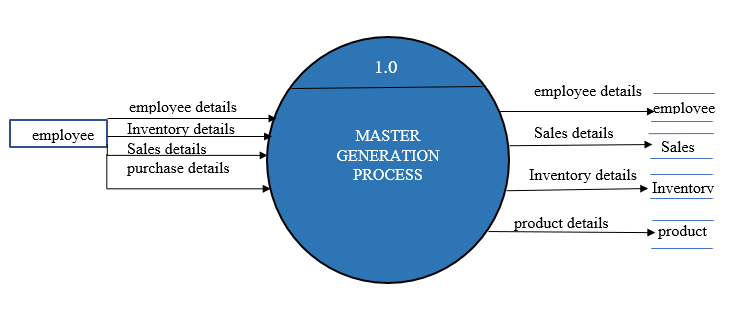 1.0
employee details
Inventory details
Sales details
purchase details
employee
MASTER
GENERATION
PROCESS
employee details
employee
Sales details
Sales
Inventory details
Inventory
product details
product